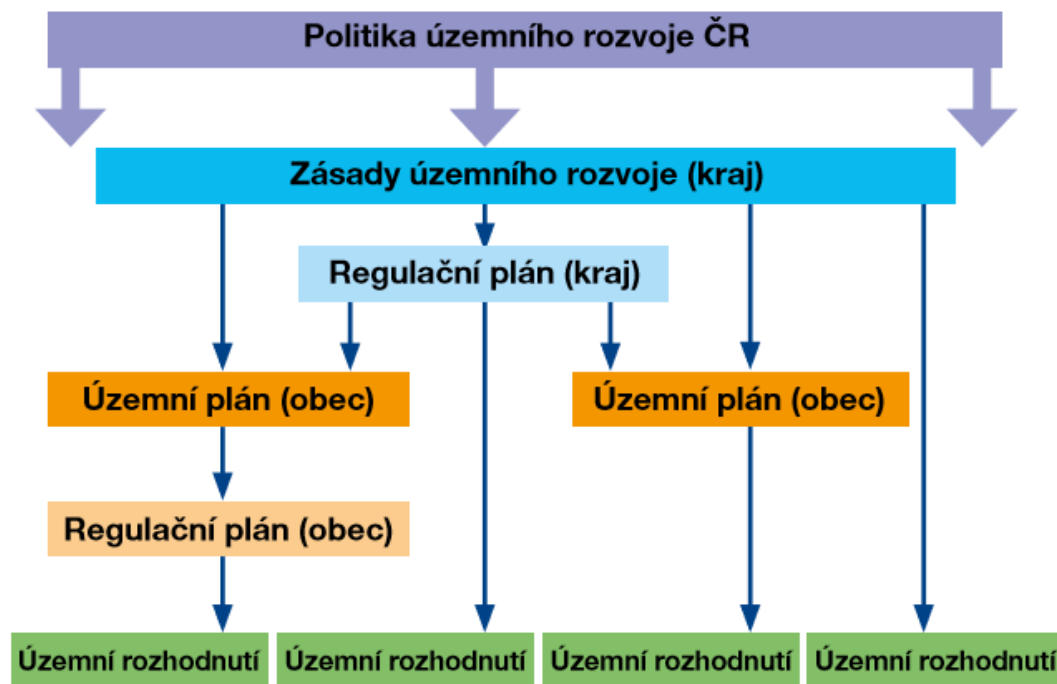 Politika územního rozvoje ČR
Zásady územního rozvoje (kraj)
Regulační plán (kraj)
Územní plán (obec)
Územní plán (obec)
Regulační plán (obec)
Územní rozhodnutí
Územní rozhodnutí
Územní rozhodnutí
Územní rozhodnutí